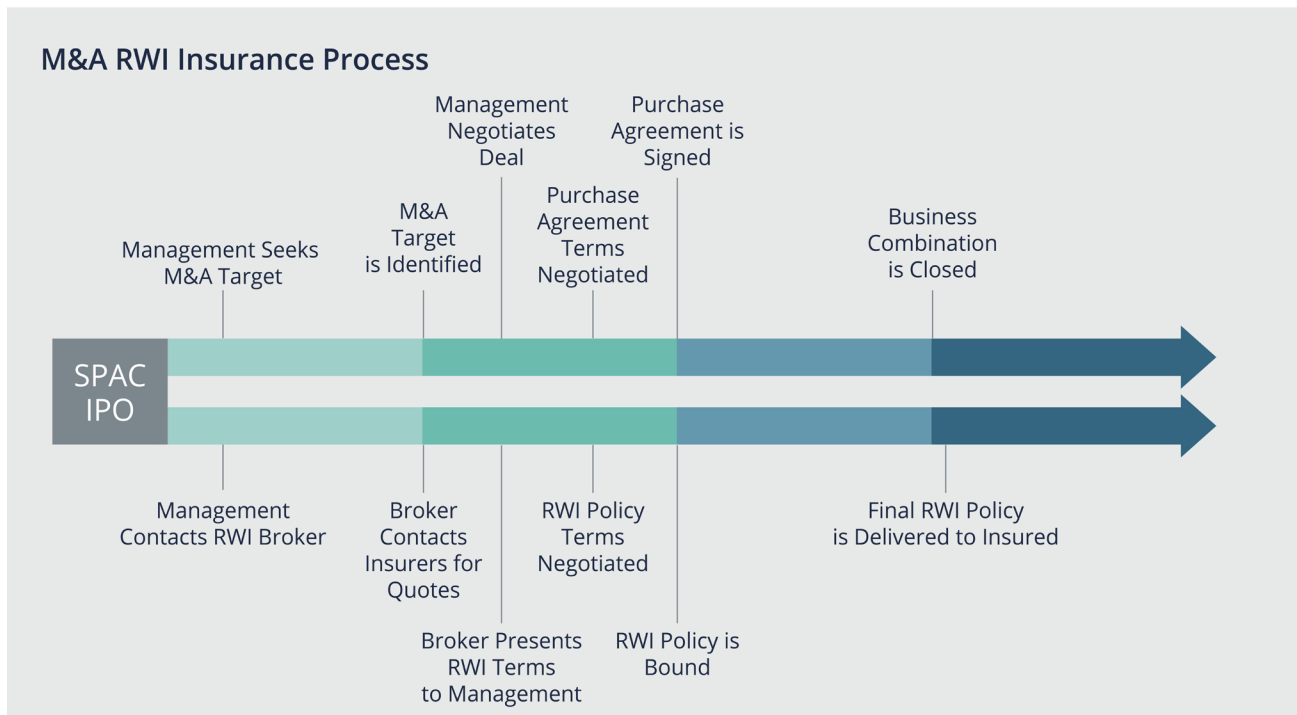 M&A RWI Insurance Process
Management
Negotiates
Deal
Purchase
Agreement is
Signed
Management Seeks
M&A Target
M&A
Target
is Identified
Purchase
Agreement
Terms
Negotiated
Business
Combination
is Closed
SPAC
IPO
Management
Contacts RWI Broker
Broker
Contacts
Insurers for
Quotes
RWI Policy
Terms
Negotiated
Final RWI Policy
is Delivered to Insured
Broker Presents
RWI Terms
to Management
RWI Policy is
Bound